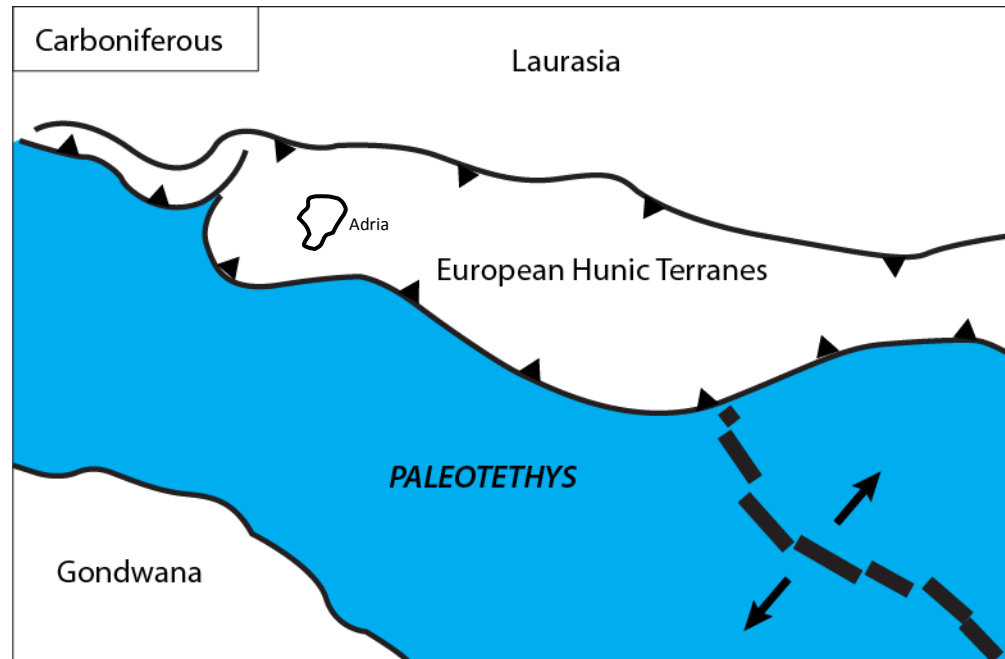 Carboniferous
Laurasia
Adria
European Hunic Terranes
PALEOTETHYS
Gondwana